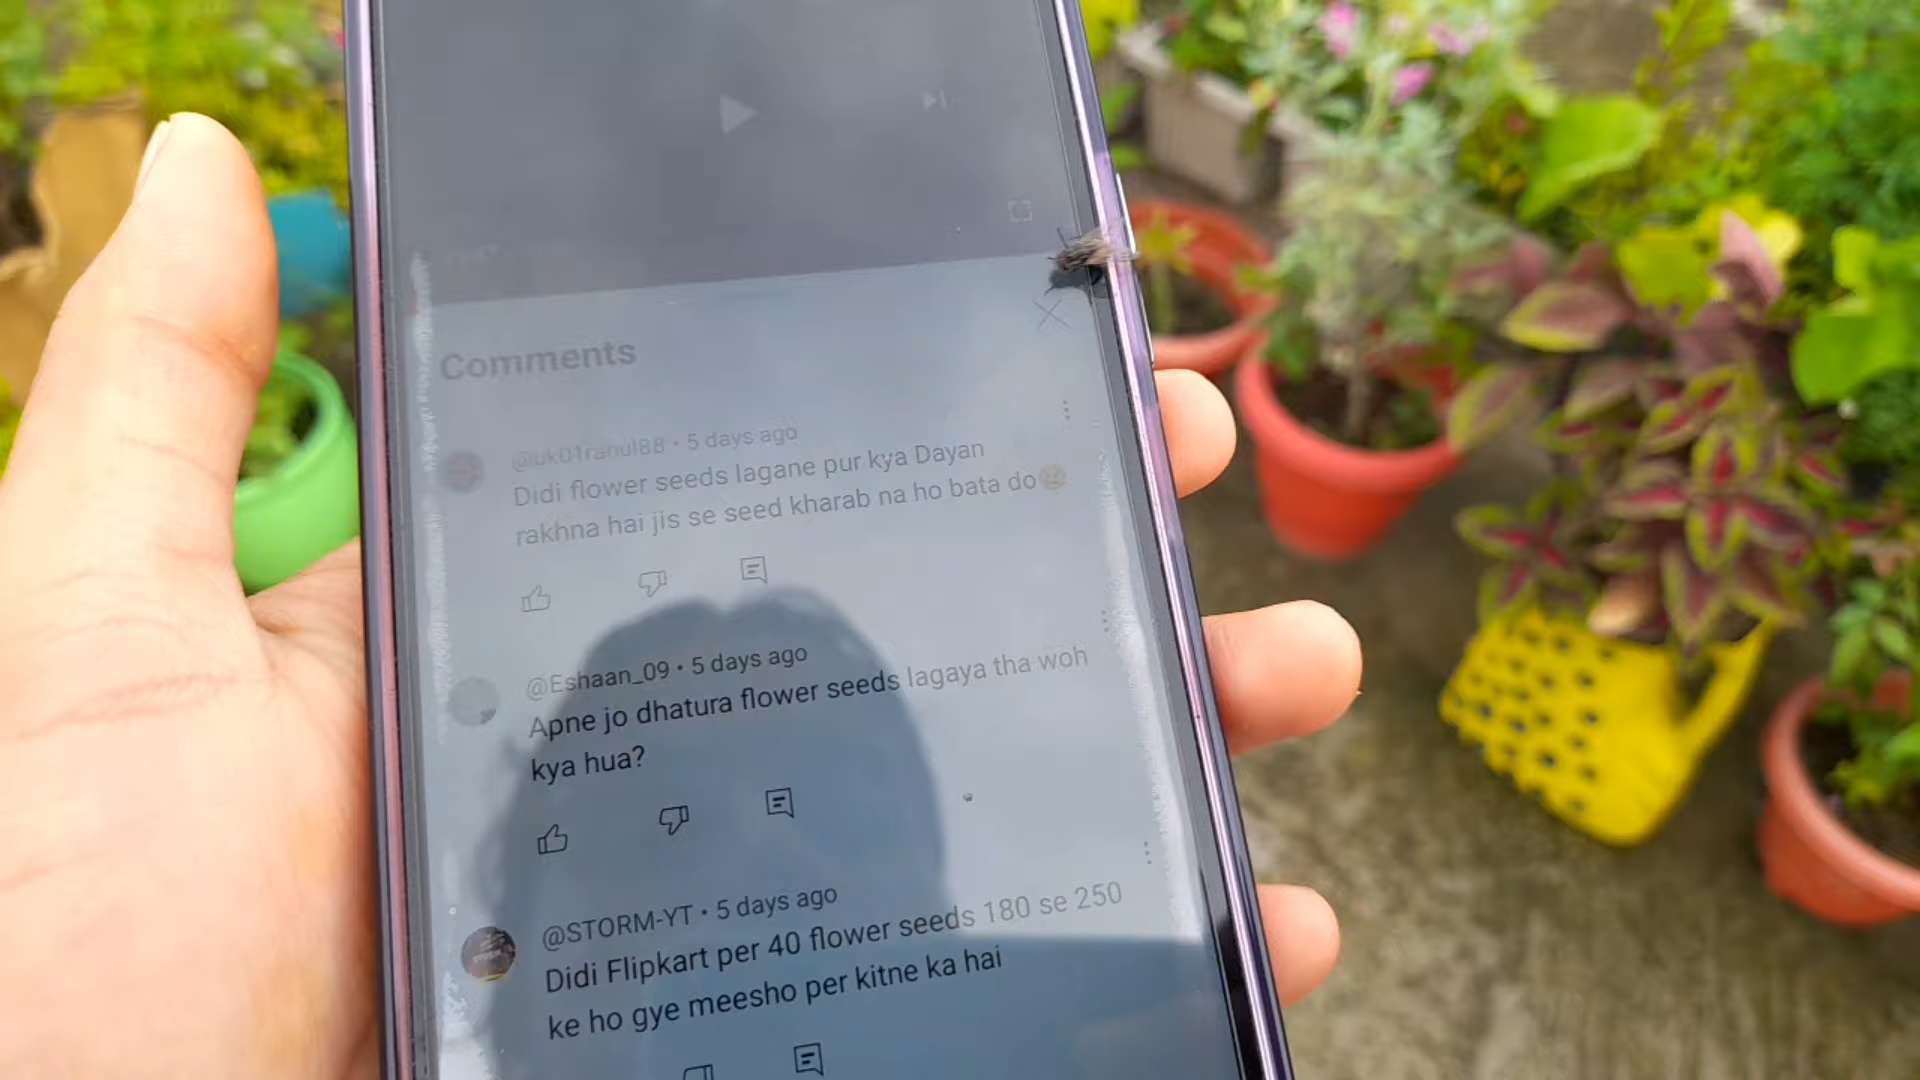 Comments
@uk01rahul88 • 5 days ago
Didi flower seeds lagane pur kya Dayan
rakhna hai jis se seed kharab na ho bata do
@Eshaan_09 • 5 days ago
Apne jo dhatura flower seeds lagaya tha woh
kya hua?
@STORM-YT • 5 days ago
Didi Flipkart per 40 flower seeds 180 se 250
ke ho gye meesho per kitne ka hai